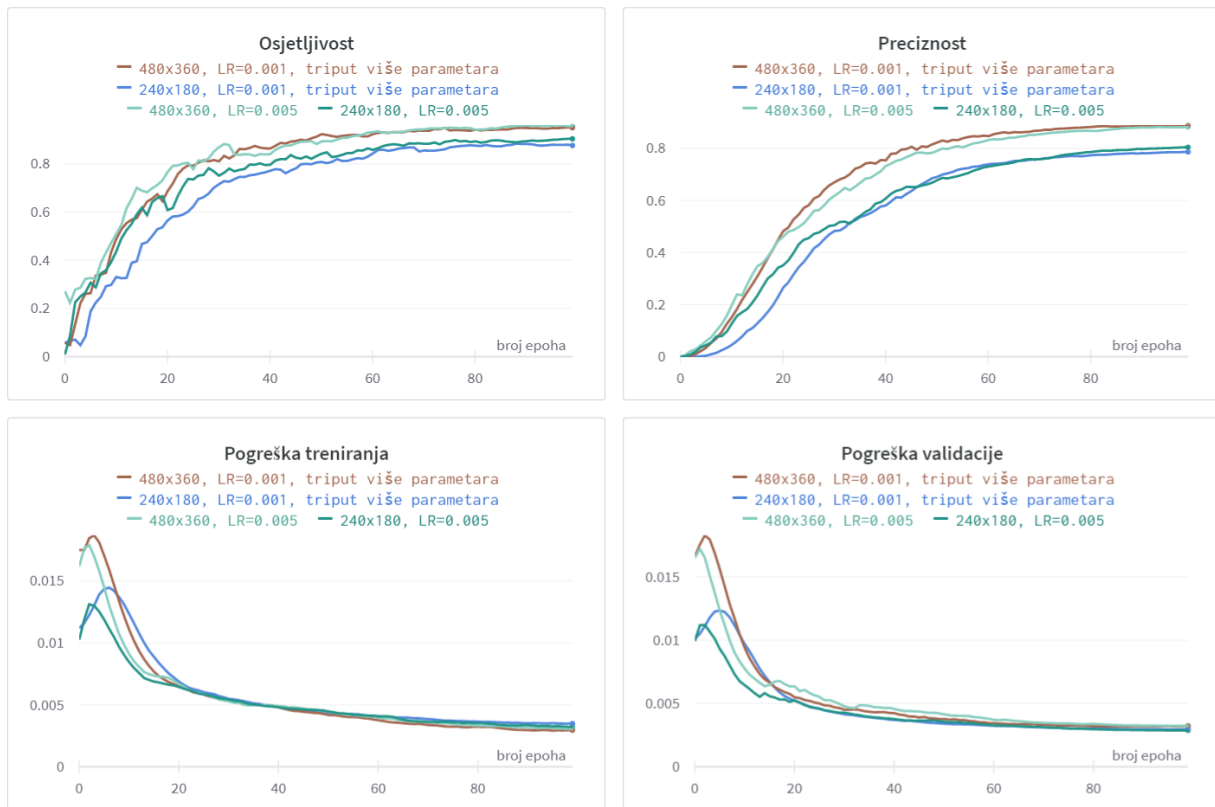 Osjetljivost
480x360, LR=0.001, triput više parametara
240x180, LR=0.001, triput više parametara
480x360, LR=0.005 240x180, LR=0.005
0.8
0.6
0.4
0.2
0
broj epoha
0 20 40 60 80
Preciznost
480x360, LR=0.001, triput više parametara
240x180, LR=0.001, triput više parametara
480x360, LR=0.005 240x180, LR=0.005
0.8
0.6
0.4
0.2
0
broj epoha
0 20 40 60 80
Pogreška treniranja
480x360, LR=0.001, triput više parametara
240x180, LR=0.001, triput više parametara
480x360, LR=0.005 240x180, LR=0.005
0.015
0.01
0.005
0
broj epoha
0 20 40 60 80
Pogreška validacije
480x360, LR=0.001, triput više parametara
240x180, LR=0.001, triput više parametara
480x360, LR=0.005 240x180, LR=0.005
0.015
0.01
0.005
0
broj epoha
0 20 40 60 80